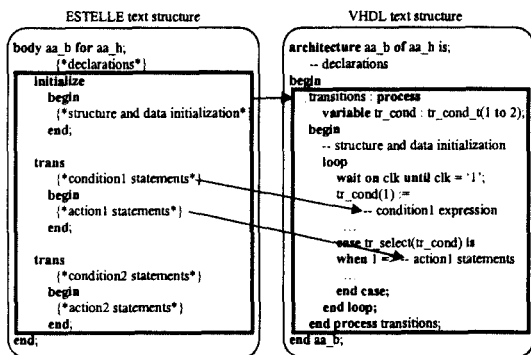 ESTELLE text structure
body aa_b for aa_h;
{*declarations*}
initialize
begin
{*structure and data initialization*}
end;
trans
{*condition1 statements*}
begin
{*action1 statements*}
end;
trans
{*condition2 statements*}
begin
{*action2 statements*}
end;
end;
VHDL text structure
architecture aa_b of aa_h is;
-- declarations
begin
transitions : process
variable tr_cond : tr_cond_t(1 to 2);
begin
-- structure and data initialization
loop
wait on clk until clk = '1';
tr_cond(1) :=
-- condition1 expression
...
case tr_select(tr_cond) is
when 1 => -- action1 statements
...
end case;
end loop;
end process transitions;
end aa_b;